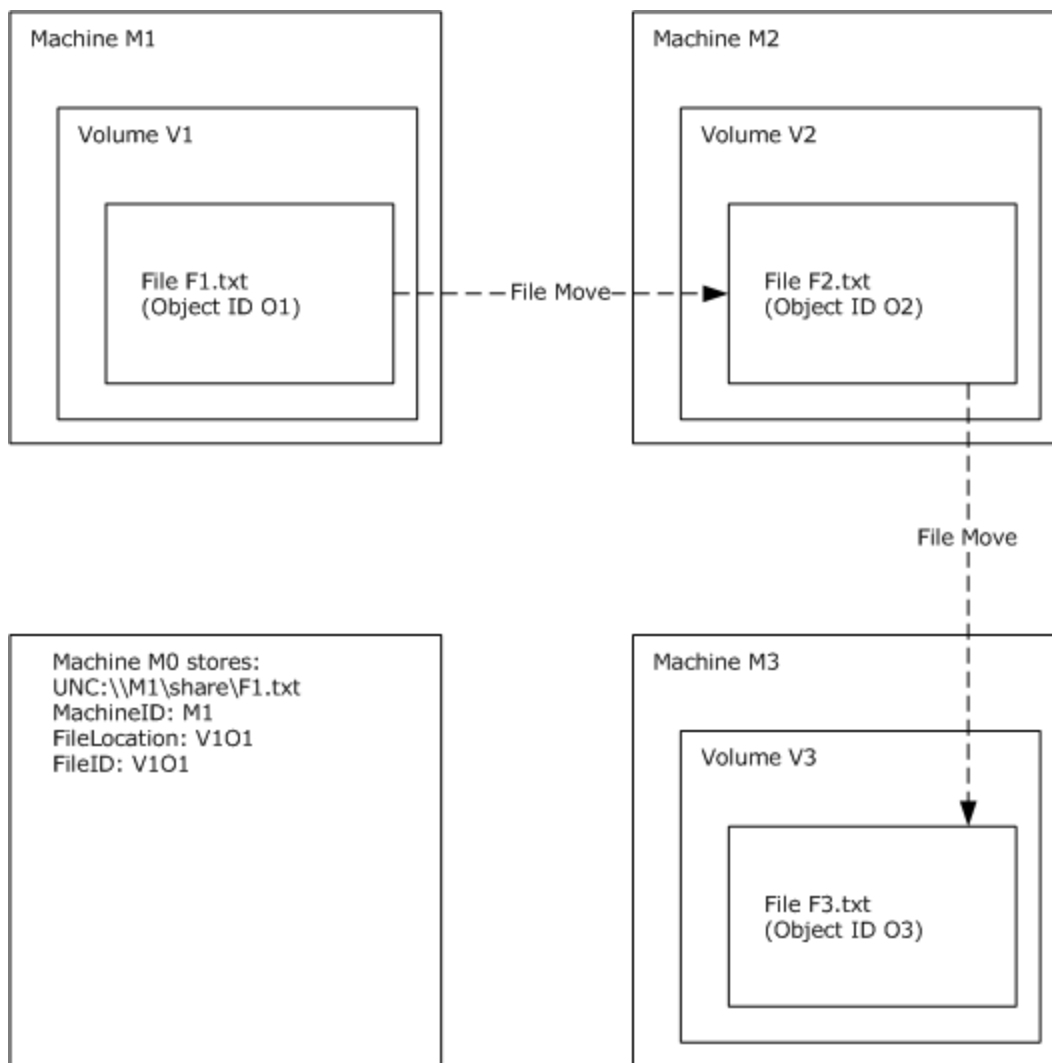 Machine M1
Volume V1
File F1.txt
(Object ID O1)
File Move
Machine M2
Volume V2
File F2.txt
(Object ID O2)
File Move
Machine M0 stores:
UNC:\\M1\share\F1.txt
MachineID: M1
FileLocation: V1O1
FileID: V1O1
Machine M3
Volume V3
File F3.txt
(Object ID O3)